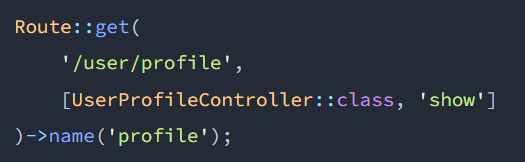 Route::get(
    '/user/profile',
    [UserProfileController::class, 'show']
)->name('profile');